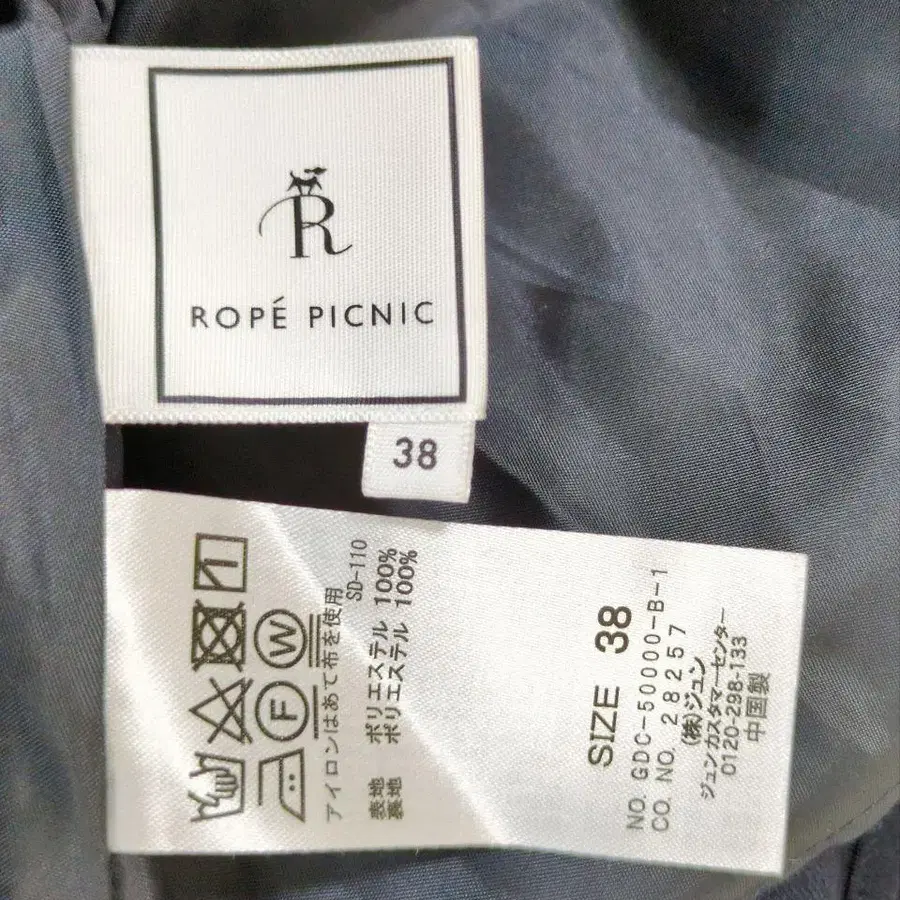 R
ROPÉ PICNIC
38
F
W
アイロンはあて布を使用
SD-110
表地 ポリエステル 100%
裏地 ポリエステル 100%
SIZE 38
NO. GDC-50000-B-1
CO. NO. 28257
(株)ジュン
ジュンカスタマーセンター
0120-298-133
中国製